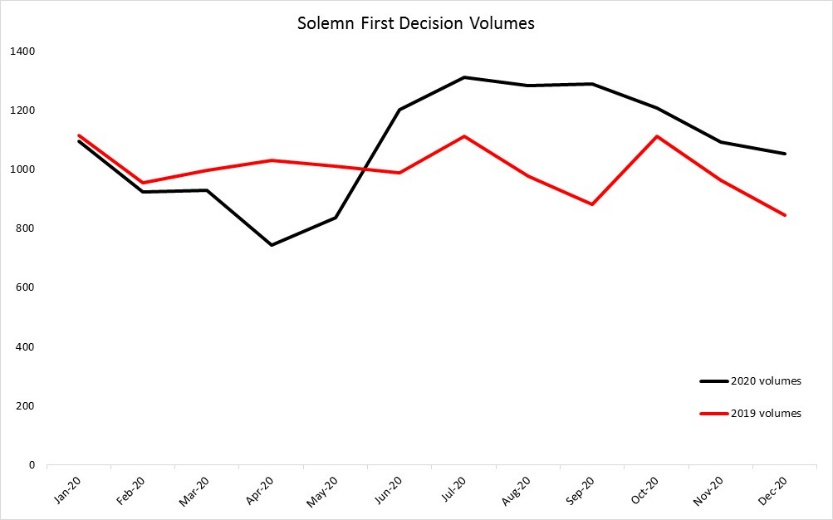 Solemn First Decision Volumes
1400
1200
1000
800
600
400
200
0
2020 volumes
2019 volumes
Jan-20
Feb-20
Mar-20
Apr-20
May-20
Jun-20
Jul-20
Aug-20
Sep-20
Oct-20
Nov-20
Dec-20